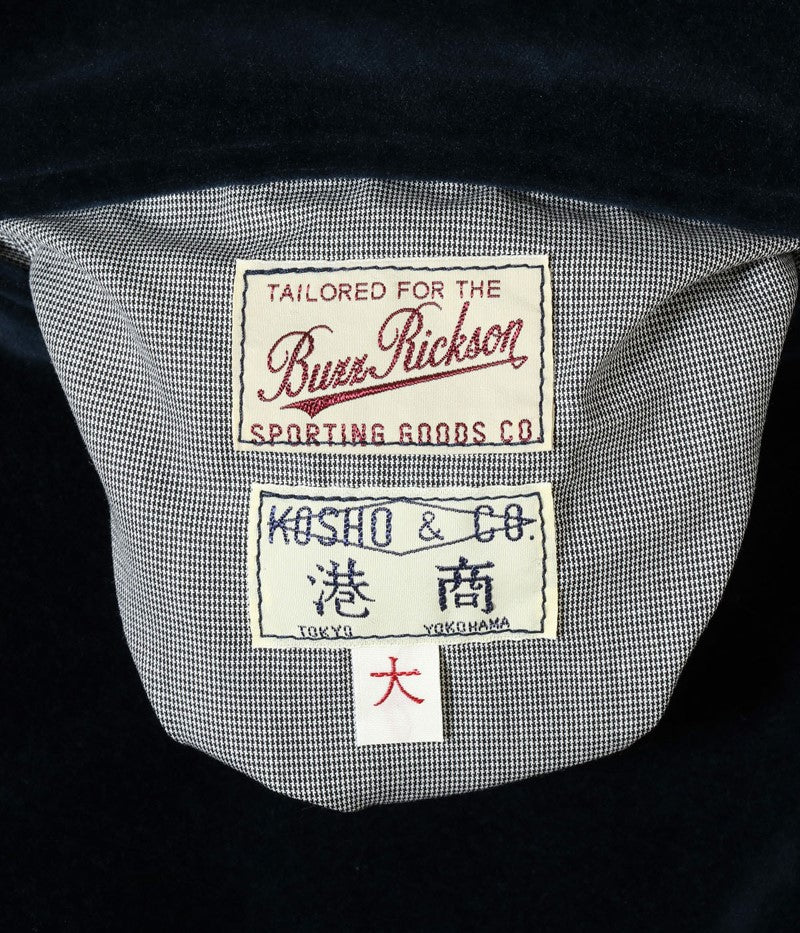 TAILORED FOR THE
Buzz Rickson
SPORTING GOODS CO
KOSHO & CO.
港 商
TOKYO YOKOHAMA
大